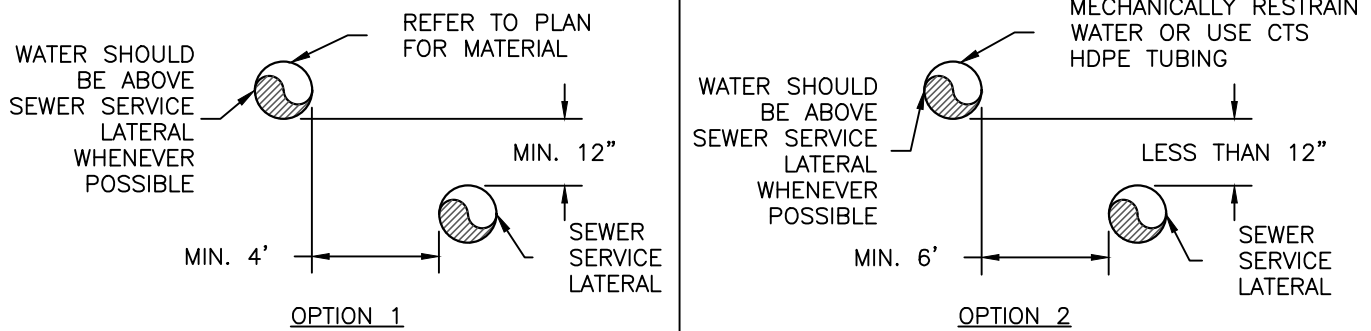 REFER TO PLAN
FOR MATERIAL
WATER SHOULD
BE ABOVE
SEWER SERVICE
LATERAL
WHENEVER
POSSIBLE
MIN. 12”
MIN. 4’
SEWER
SERVICE
LATERAL
OPTION 1
MECHANICALLY RESTRAIN
WATER OR USE CTS
HDPE TUBING
WATER SHOULD
BE ABOVE
SEWER SERVICE
LATERAL
WHENEVER
POSSIBLE
LESS THAN 12”
MIN. 6’
SEWER
SERVICE
LATERAL
OPTION 2